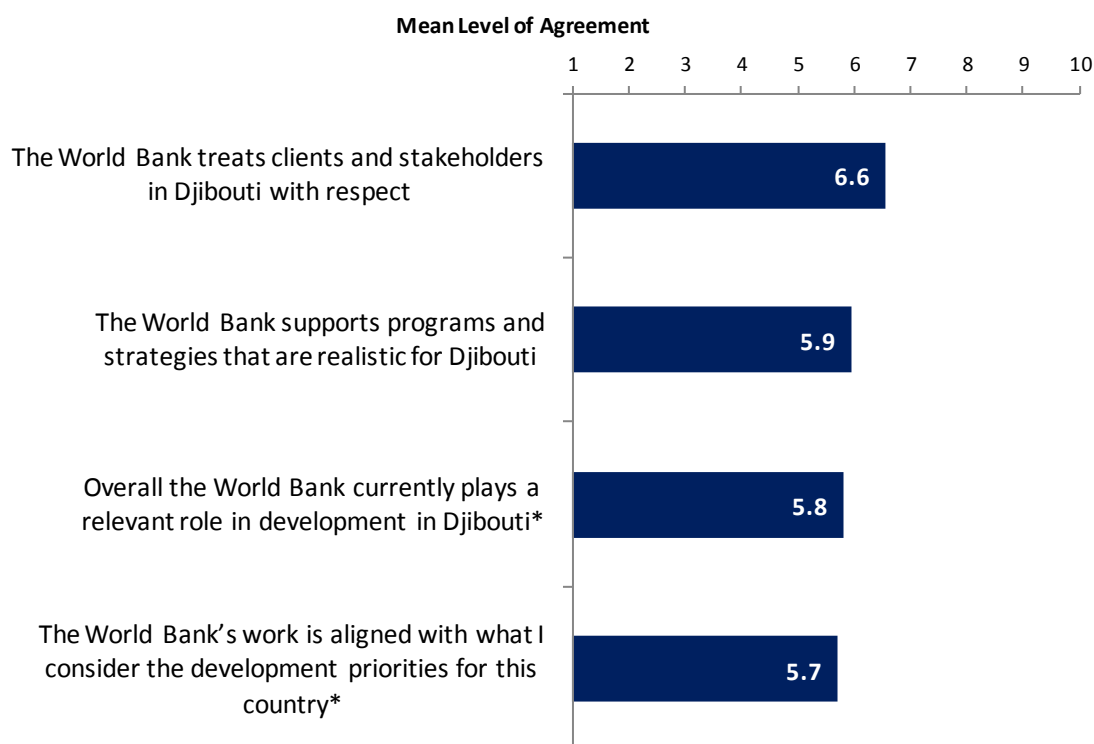 Mean Level of Agreement
1 2 3 4 5 6 7 8 9 10
The World Bank treats clients and stakeholders
in Djibouti with respect
6.6
The World Bank supports programs and
strategies that are realistic for Djibouti
5.9
Overall the World Bank currently plays a
relevant role in development in Djibouti*
5.8
The World Bank’s work is aligned with what I
consider the development priorities for this
country*
5.7